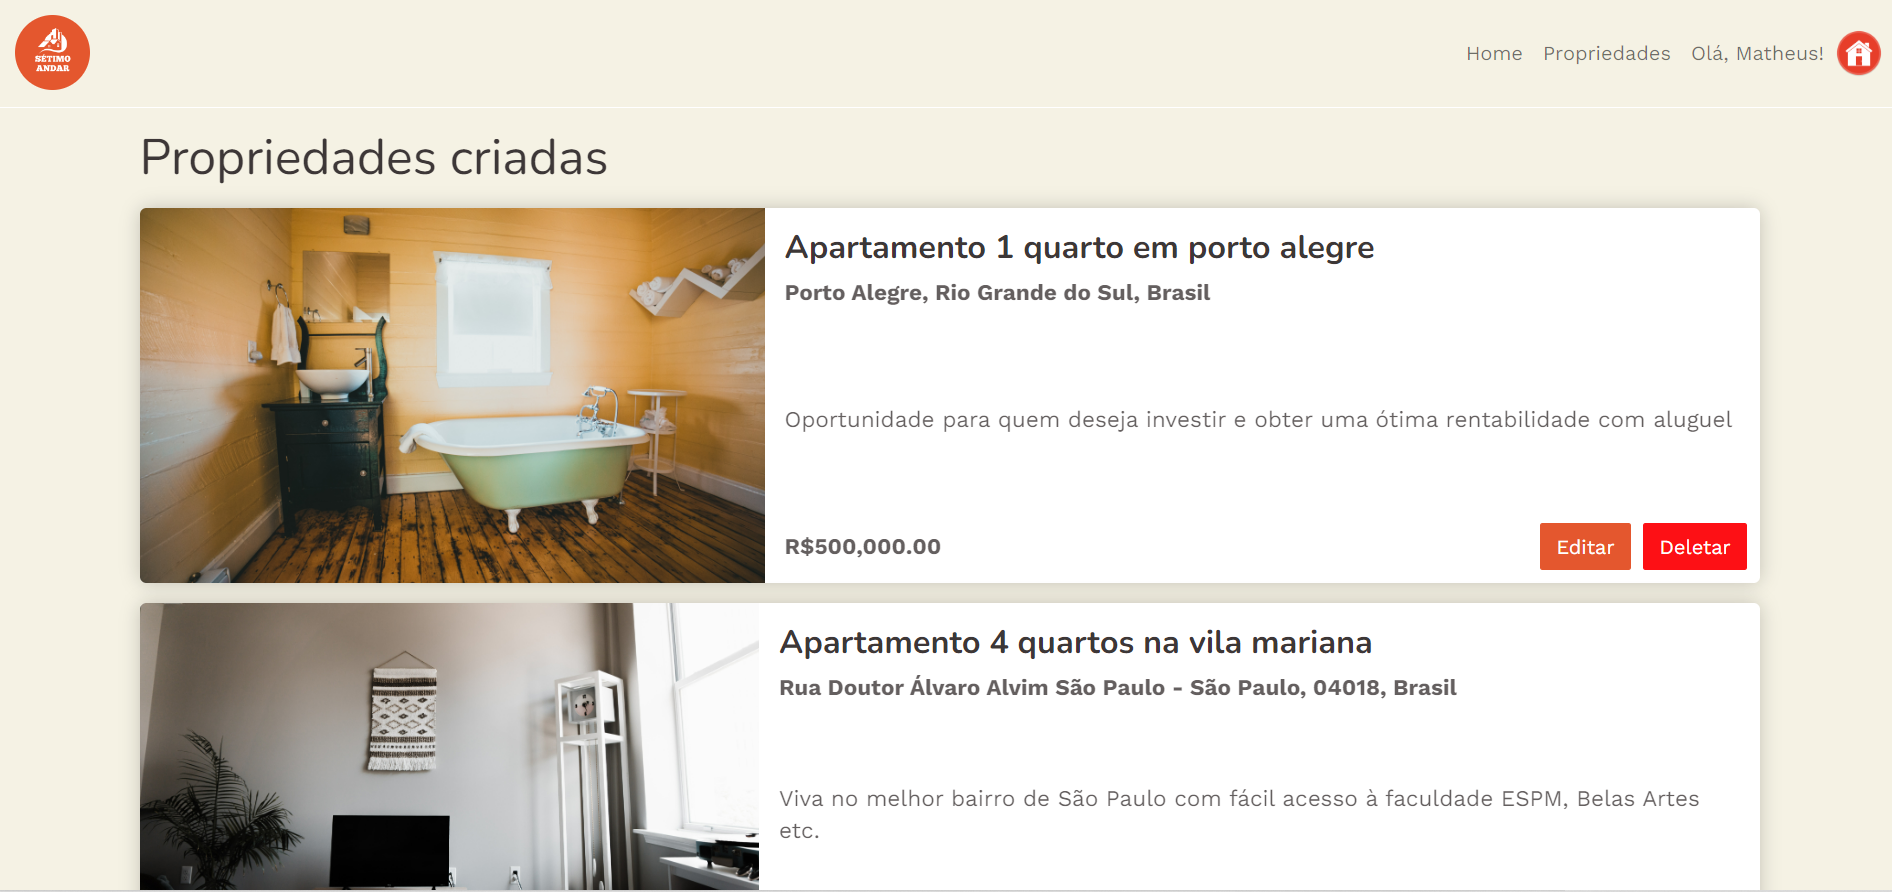 SÉTIMO
ANDAR
Home Propriedades Olá, Matheus!
Propriedades criadas
Apartamento 1 quarto em porto alegre
Porto Alegre, Rio Grande do Sul, Brasil
Oportunidade para quem deseja investir e obter uma ótima rentabilidade com aluguel
R$500,000.00
Editar
Deletar
Apartamento 4 quartos na vila mariana
Rua Doutor Álvaro Alvim São Paulo - São Paulo, 04018, Brasil
Viva no melhor bairro de São Paulo com fácil acesso à faculdade ESPM, Belas Artes
etc.